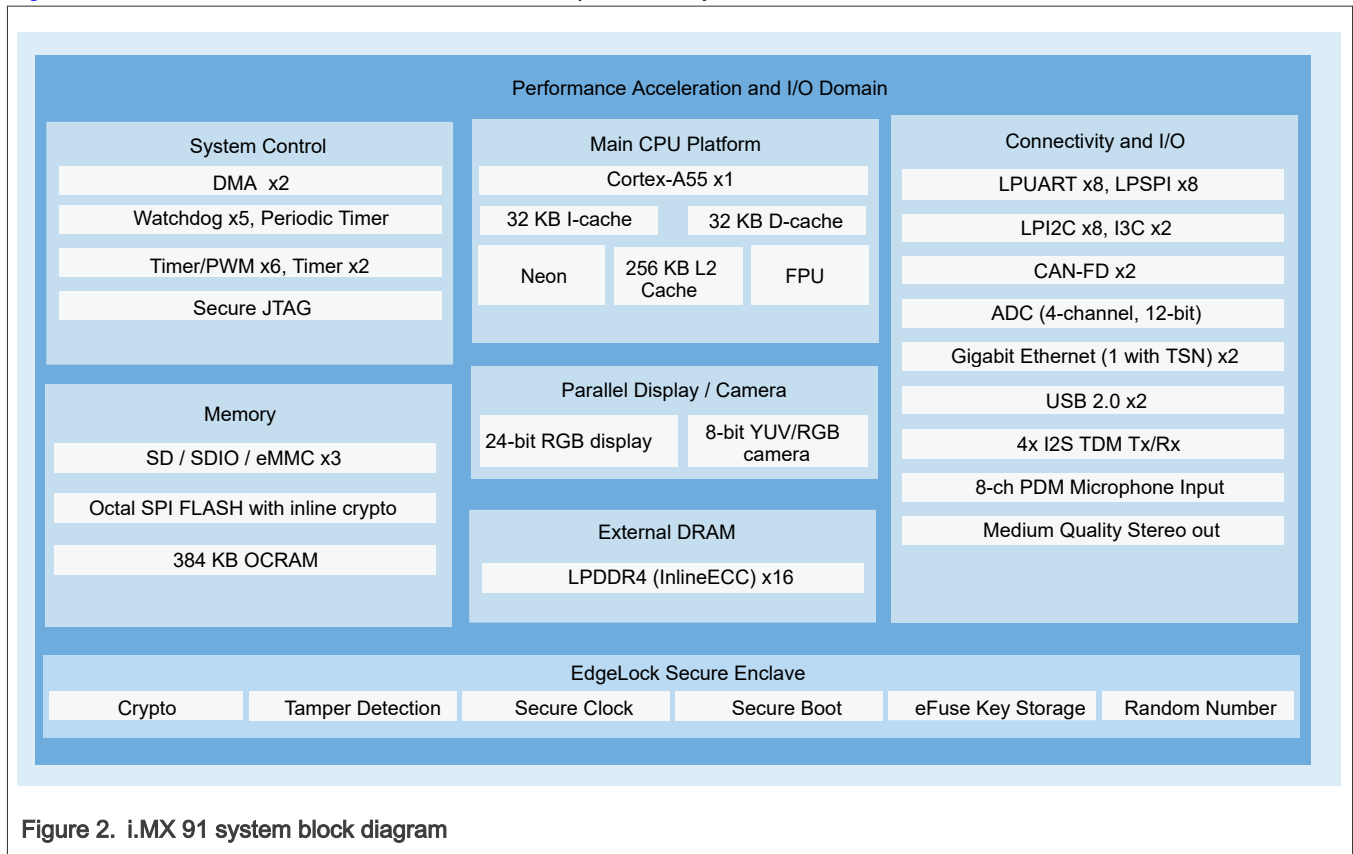 Performance Acceleration and I/O Domain
System Control
DMA x2
Watchdog x5, Periodic Timer
Timer/PWM x6, Timer x2
Secure JTAG
Memory
SD / SDIO / eMMC x3
Octal SPI FLASH with inline crypto
384 KB OCRAM
Main CPU Platform
Cortex-A55 x1
32 KB I-cache
32 KB D-cache
Neon
256 KB L2
Cache
FPU
Parallel Display / Camera
24-bit RGB display
8-bit YUV/RGB
camera
External DRAM
LPDDR4 (InlineECC) x16
Connectivity and I/O
LPUART x8, LPSPI x8
LPI2C x8, I3C x2
CAN-FD x2
ADC (4-channel, 12-bit)
Gigabit Ethernet (1 with TSN) x2
USB 2.0 x2
4x I2S TDM Tx/Rx
8-ch PDM Microphone Input
Medium Quality Stereo out
EdgeLock Secure Enclave
Crypto
Tamper Detection
Secure Clock
Secure Boot
eFuse Key Storage
Random Number
Figure 2. i.MX 91 system block diagram